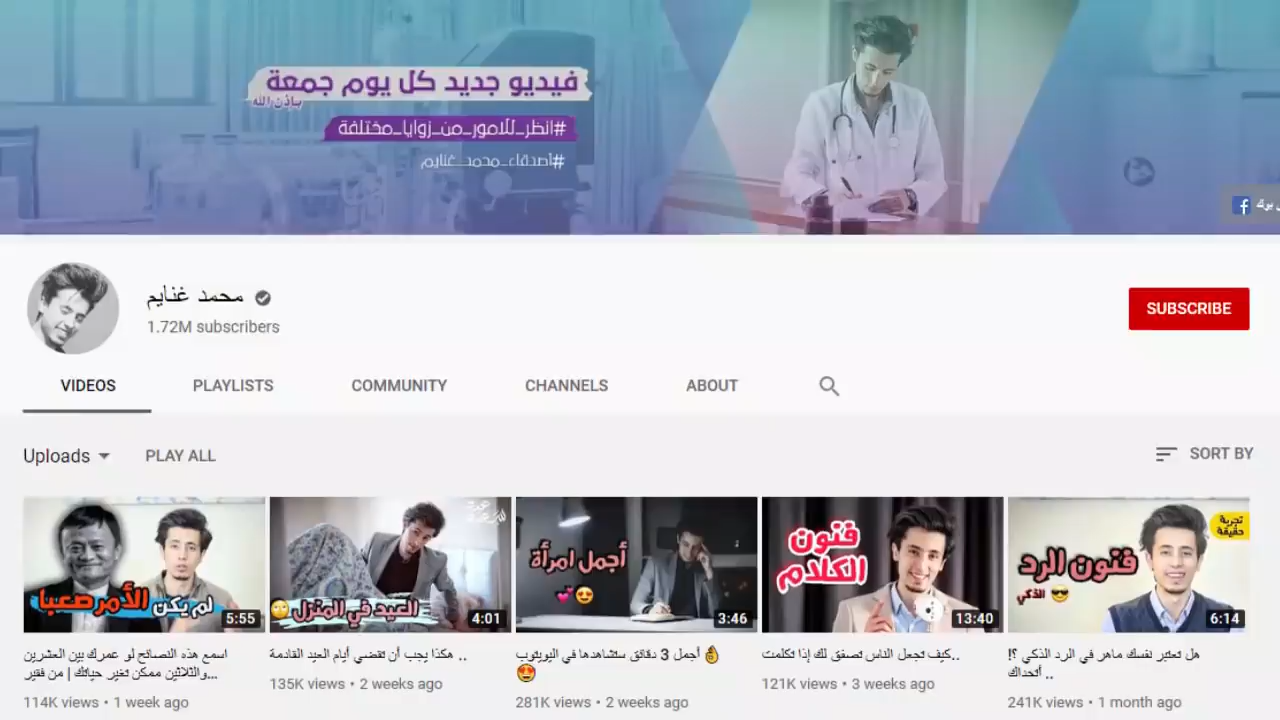 فيديو جديد كل يوم جمعة
بإذن الله
#انظر_للأمور_من_زوايا_مختلفة
#أصدقاء_محمد_غنايم
بوك
محمد غنايم
1.72M subscribers
SUBSCRIBE
VIDEOS
PLAYLISTS
COMMUNITY
CHANNELS
ABOUT
Uploads
PLAY ALL
SORT BY
لم يكن الأمر صعبا
5:55
العيد في المنزل
4:01
أجمل امرأة
3:46
فنون
الكلام
13:40
تجربة
حقيقة
فنون الرد
الذكي
6:14
اسمع هذه النصائح لو عمرك بين العشرين
والثلاثين ممكن تغير حياتك | من فقير...
114K views • 1 week ago
هكذا يجب أن تقضي أيام العيد القادمة ..
135K views • 2 weeks ago
أجمل 3 دقائق ستشاهدها في اليويتوب 👌
😍
281K views • 2 weeks ago
كيف تجعل الناس تصفق لك إذا تكلمت..
121K views • 3 weeks ago
هل تعتبر نفسك ماهر في الرد الذكي ؟!
أتحداك ..
241K views • 1 month ago